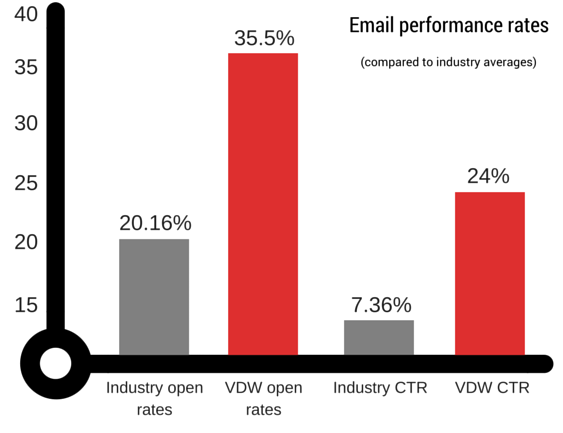 Email performance rates
(compared to industry averages)
40
35
30
25
20
15
20.16%
35.5%
7.36%
24%
Industry open
rates
VDW open
rates
Industry CTR
VDW CTR